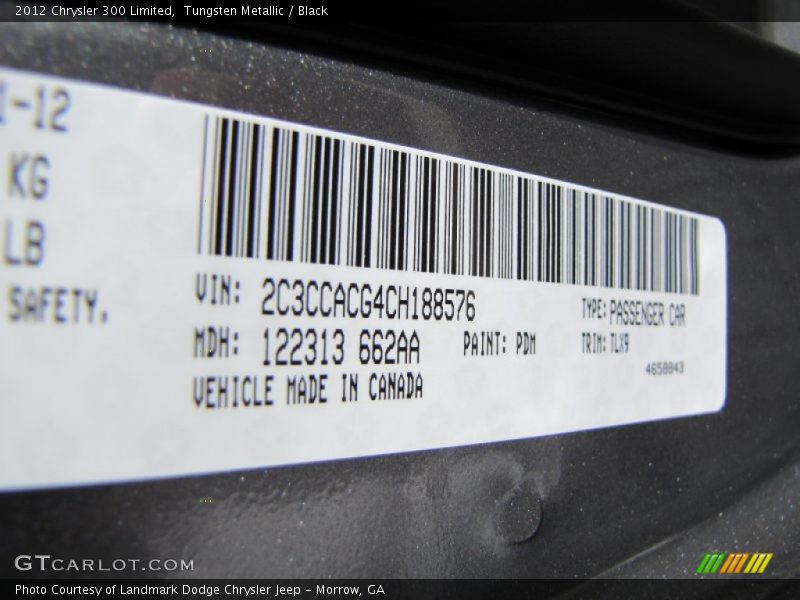 2012 Chrysler 300 Limited, Tungsten Metallic / Black
1-12
KG
LB
SAFETY.
VIN: 2C3CCACG4CH188576
TYPE: PASSENGER CAR
MDH: 122313 662AA
PAINT: PDM
TRIM: TLX9
4658043
VEHICLE MADE IN CANADA
GTCARLOT.COM
Photo Courtesy of Landmark Dodge Chrysler Jeep - Morrow, GA